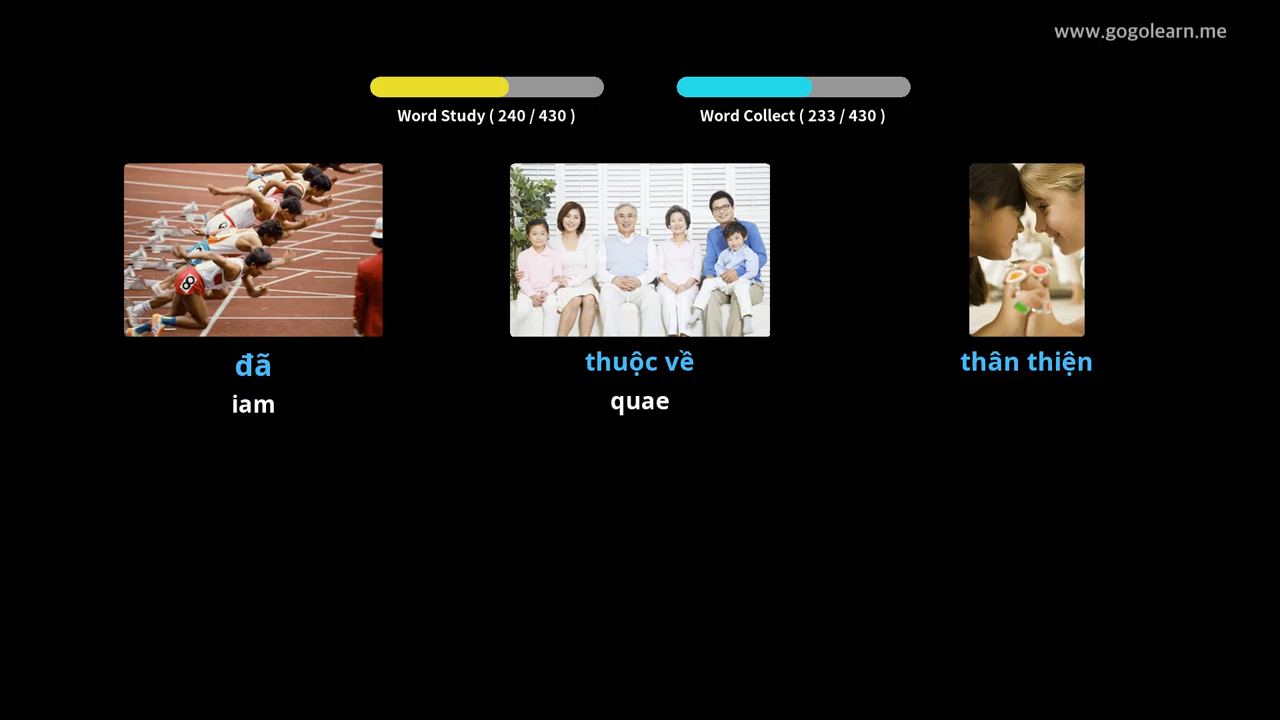 www.gogolearn.me
Word Study ( 240 / 430 )
Word Collect ( 233 / 430 )
đã
iam
thuộc về
quae
thân thiện